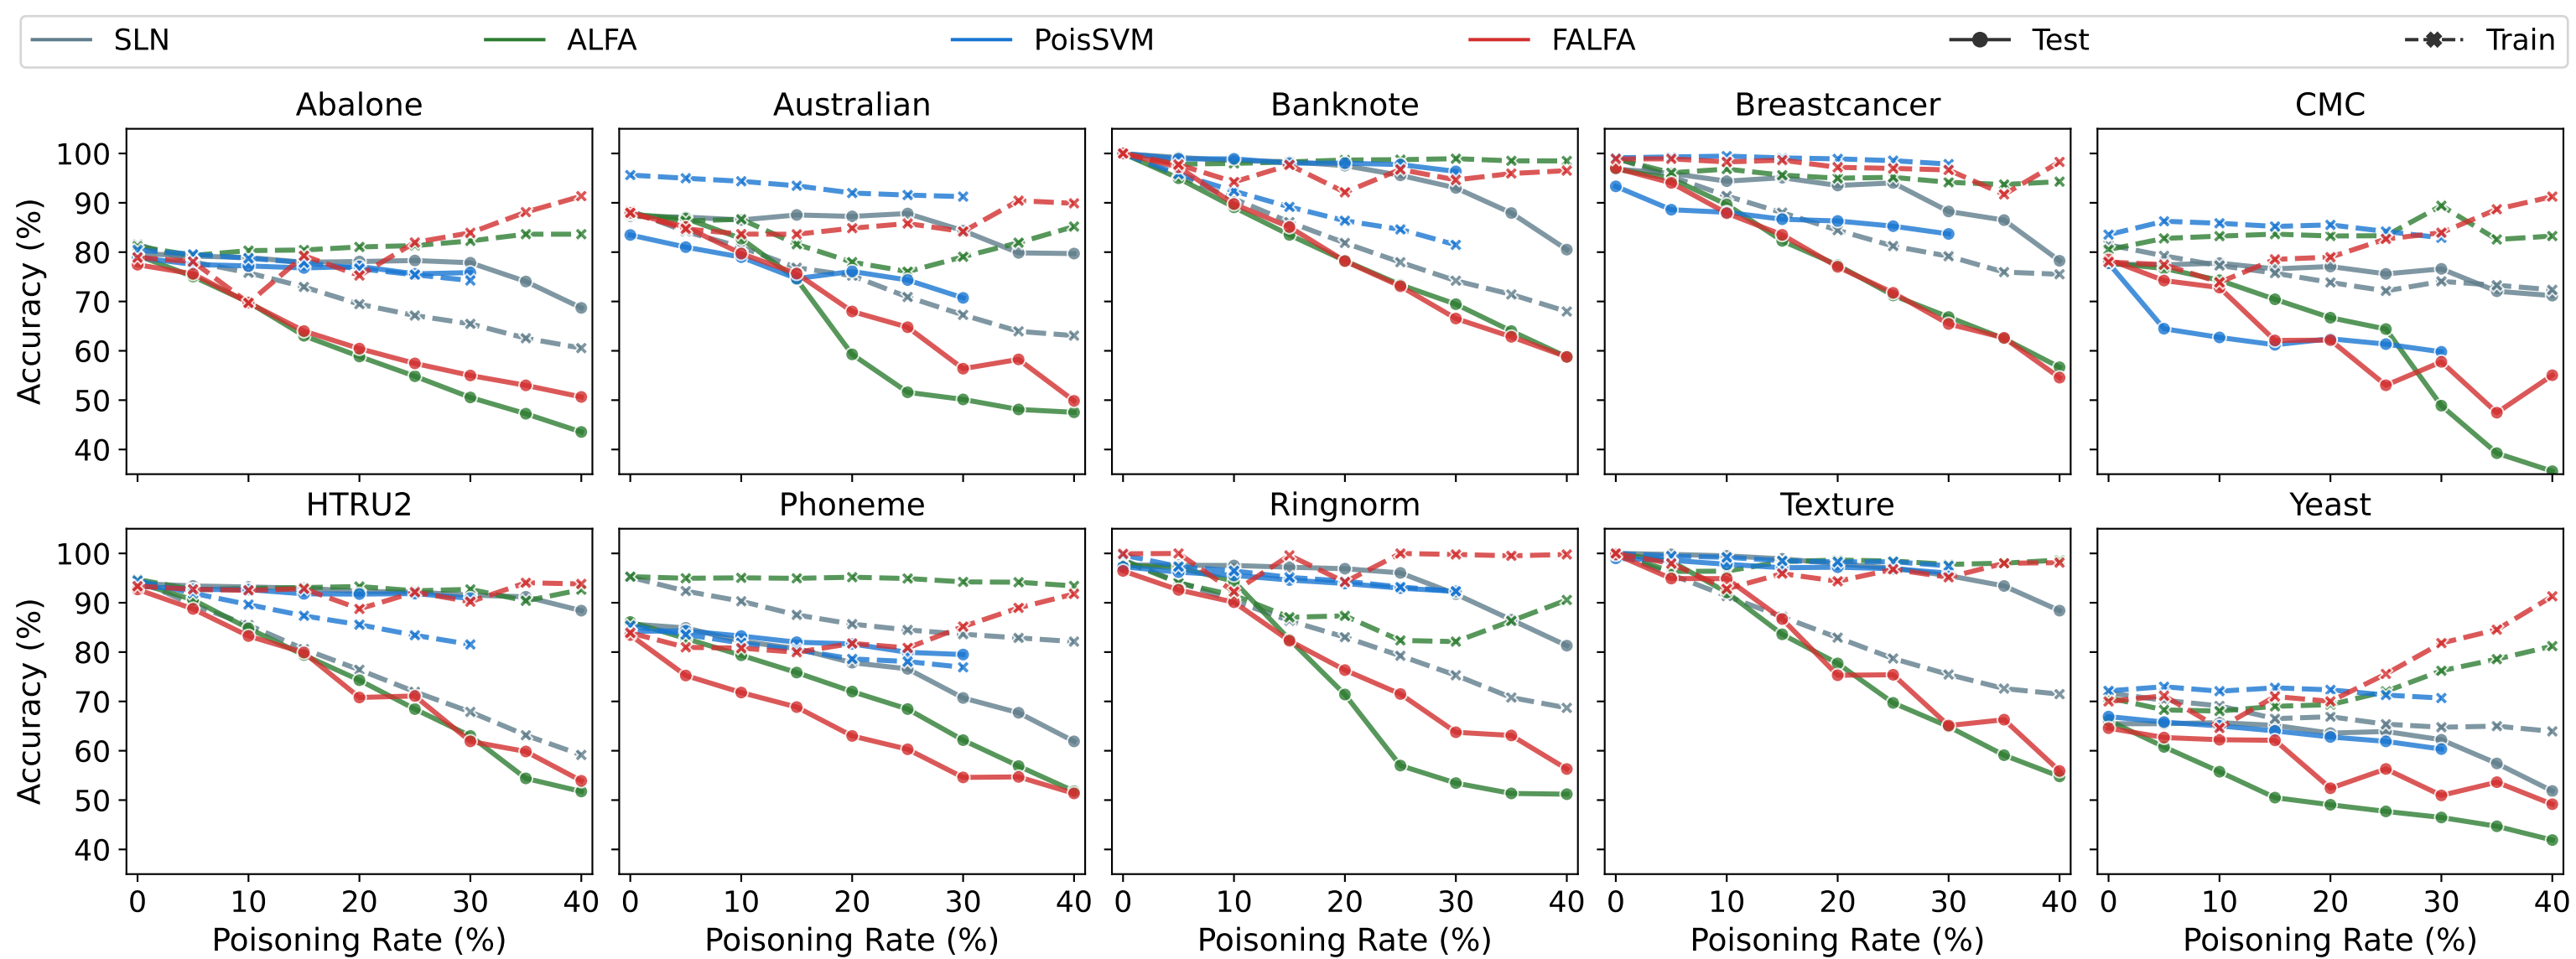 SLN ALFA PoisSVM FALFA Test Train
Abalone Australian Banknote Breastcancer CMC
Accuracy (%)
100
90
80
70
60
50
40
HTRU2 Phoneme Ringnorm Texture Yeast
Accuracy (%)
100
90
80
70
60
50
40
0 10 20 30 40 0 10 20 30 40 0 10 20 30 40 0 10 20 30 40 0 10 20 30 40
Poisoning Rate (%) Poisoning Rate (%) Poisoning Rate (%) Poisoning Rate (%) Poisoning Rate (%)